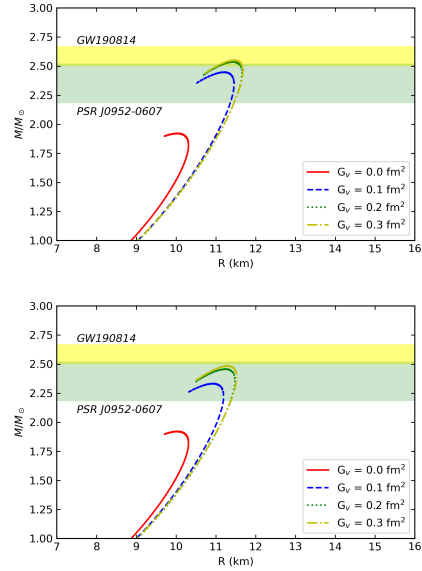 3.00
2.75
2.50
2.25
2.00
1.75
1.50
1.25
1.00
M/M⊙
GW190814
PSR J0952-0607
G_v = 0.0 fm²
G_v = 0.1 fm²
G_v = 0.2 fm²
G_v = 0.3 fm²
7 8 9 10 11 12 13 14 15 16
R (km)
3.00
2.75
2.50
2.25
2.00
1.75
1.50
1.25
1.00
M/M⊙
GW190814
PSR J0952-0607
G_v = 0.0 fm²
G_v = 0.1 fm²
G_v = 0.2 fm²
G_v = 0.3 fm²
7 8 9 10 11 12 13 14 15 16
R (km)